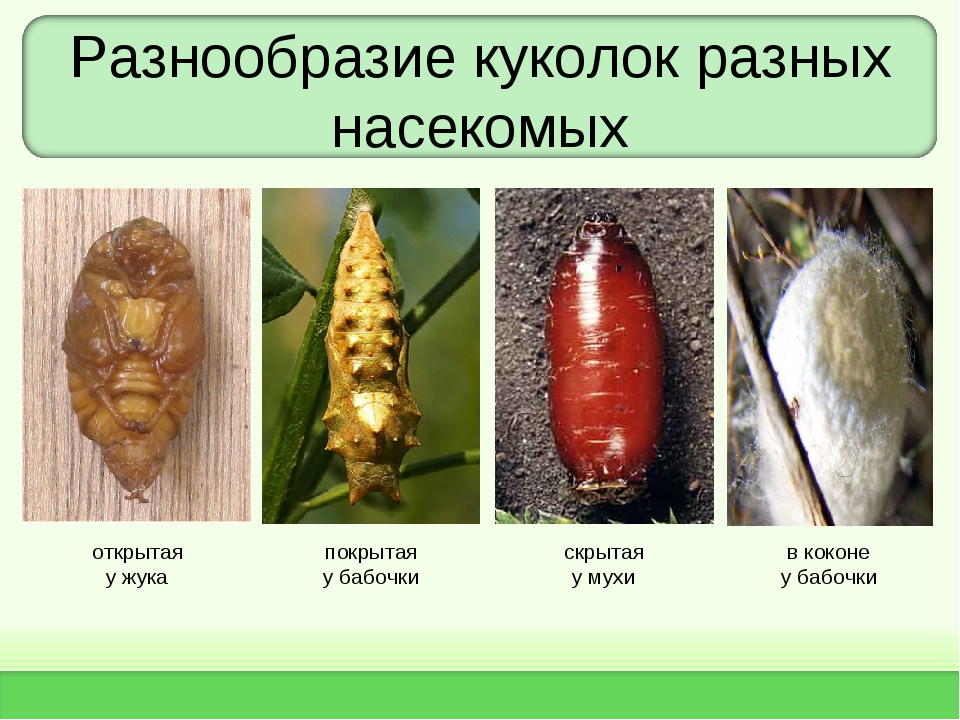 Разнообразие куколок разных
насекомых
открытая
у жука
покрытая
у бабочки
скрытая
у мухи
в коконе
у бабочки